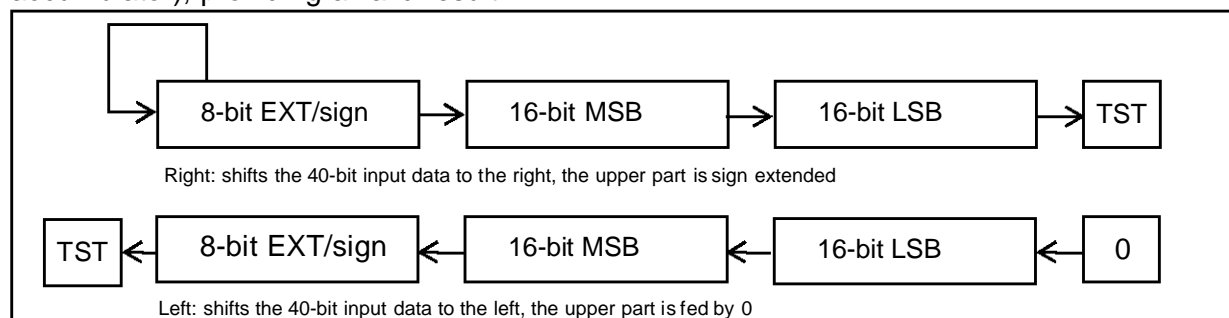 8-bit EXT/sign 16-bit MSB 16-bit LSB TST
Right: shifts the 40-bit input data to the right, the upper part is sign extended
TST 8-bit EXT/sign 16-bit MSB 16-bit LSB 0
Left: shifts the 40-bit input data to the left, the upper part is fed by 0